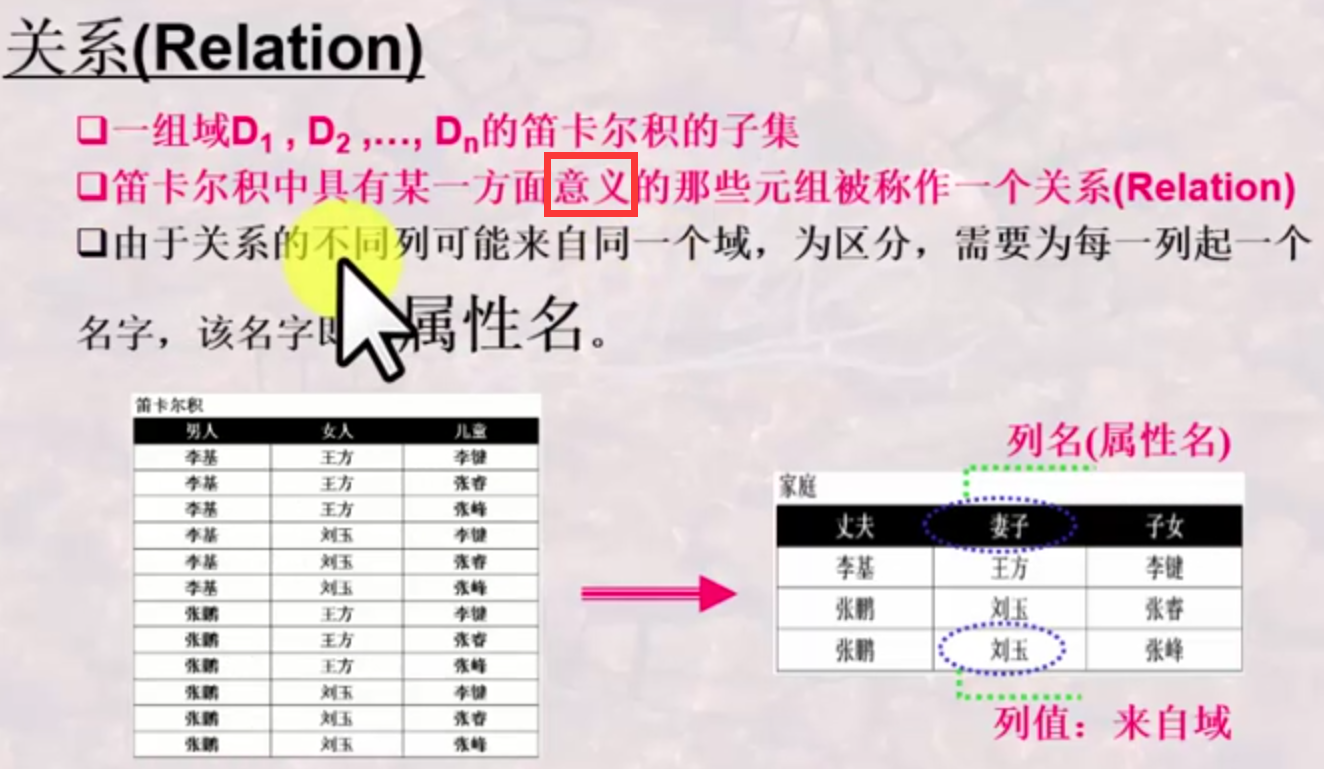 关系(Relation)
❑一组域D₁ , D₂ ,…, Dₙ的笛卡尔积的子集
❑笛卡尔积中具有某一方面意义的那些元组被称作一个关系(Relation)
❑由于关系的不同列可能来自同一个域，为区分，需要为每一列起一个
名字，该名字即 属性名。
笛卡尔积
男人 女人 儿童
李基 王方 李键
李基 王方 张睿
李基 王方 张峰
李基 刘玉 李键
李基 刘玉 张睿
李基 刘玉 张峰
张鹏 王方 李键
张鹏 王方 张睿
张鹏 王方 张峰
张鹏 刘玉 李键
张鹏 刘玉 张睿
张鹏 刘玉 张峰
列名(属性名)
家庭
丈夫 妻子 子女
李基 王方 李键
张鹏 刘玉 张睿
张鹏 刘玉 张峰
列值：来自域